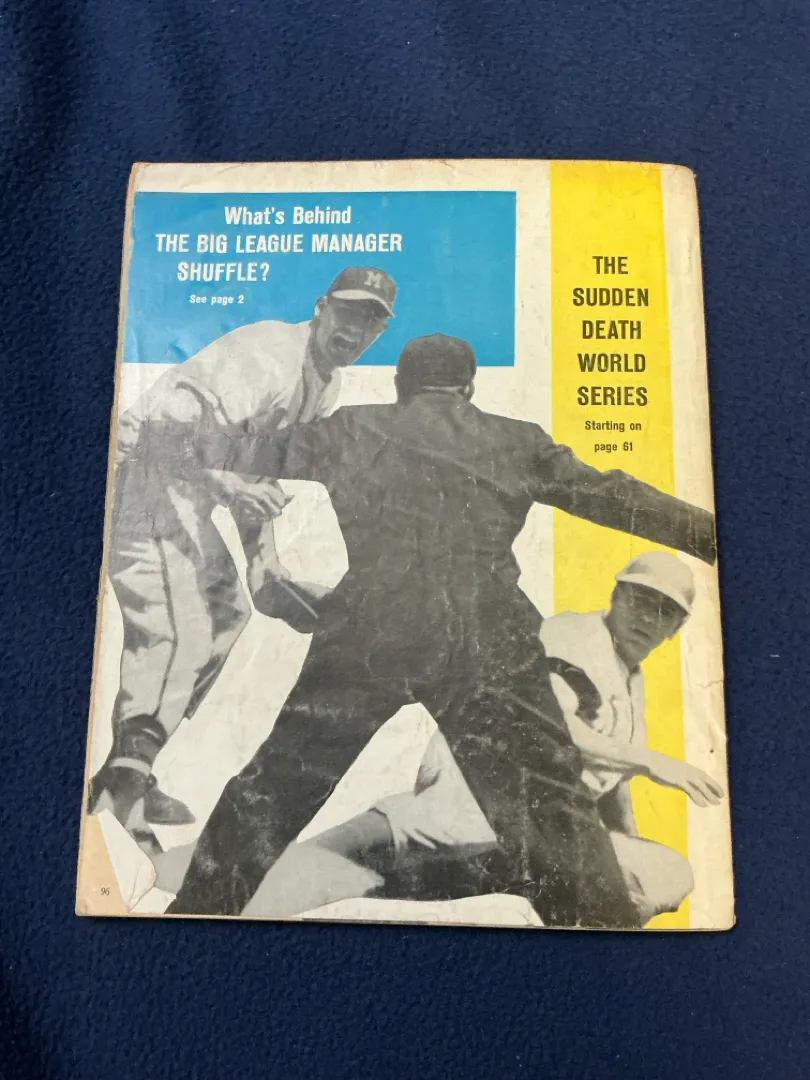 What's Behind
THE BIG LEAGUE MANAGER
SHUFFLE?
See page 2
M
THE
SUDDEN
DEATH
WORLD
SERIES
Starting on
page 61
96